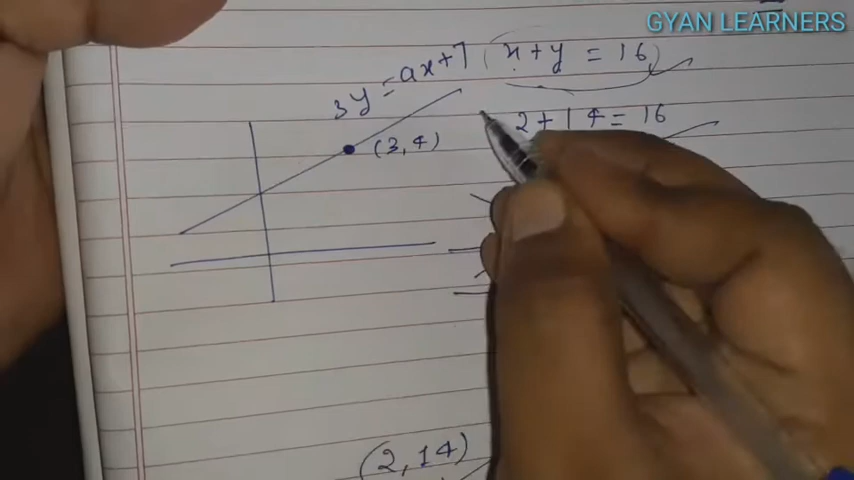 GYAN LEARNERS
3y = ax+7 ( x+y = 16 )
2+14 = 16
(3,4)
(2,14)